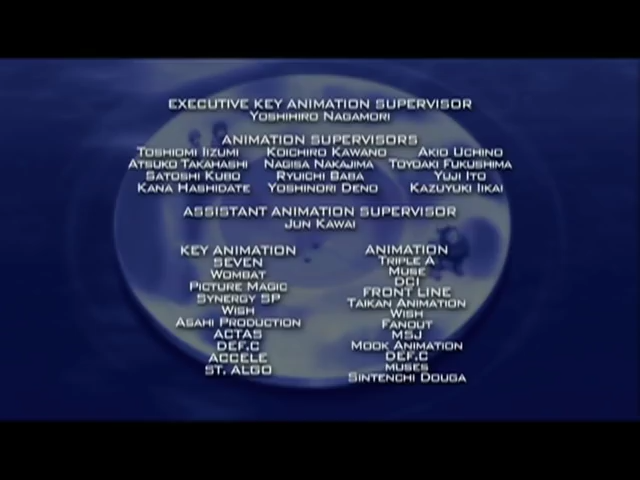 EXECUTIVE KEY ANIMATION SUPERVISOR
YOSHIHIRO NAGAMORI
ANIMATION SUPERVISORS
TOSHIOMI IIZUMI KOICHIRO KAWANO AKIO UCHINO
ATSUKO TAKAHASHI NAGISA NAKAJIMA TOYOAKI FUKUSHIMA
SATOSHI KUBO RYUICHI BABA YUJI ITO
KANA HASHIDATE YOSHINORI DENO KAZUYUKI IIKAI
ASSISTANT ANIMATION SUPERVISOR
JUN KAWAI
KEY ANIMATION
SEVEN
WOMBAT
PICTURE MAGIC
SYNERGY SP
WISH
ASAHI PRODUCTION
ACTAS
DEF.C
ACCELE
ST. ALGO
ANIMATION
TRIPLE A
MUSE
DC1
FRONT LINE
TAIKAN ANIMATION
WISH
FANOUT
MSJ
MOOK ANIMATION
DEF.C
MUSES
SINTENCHI DOUGA